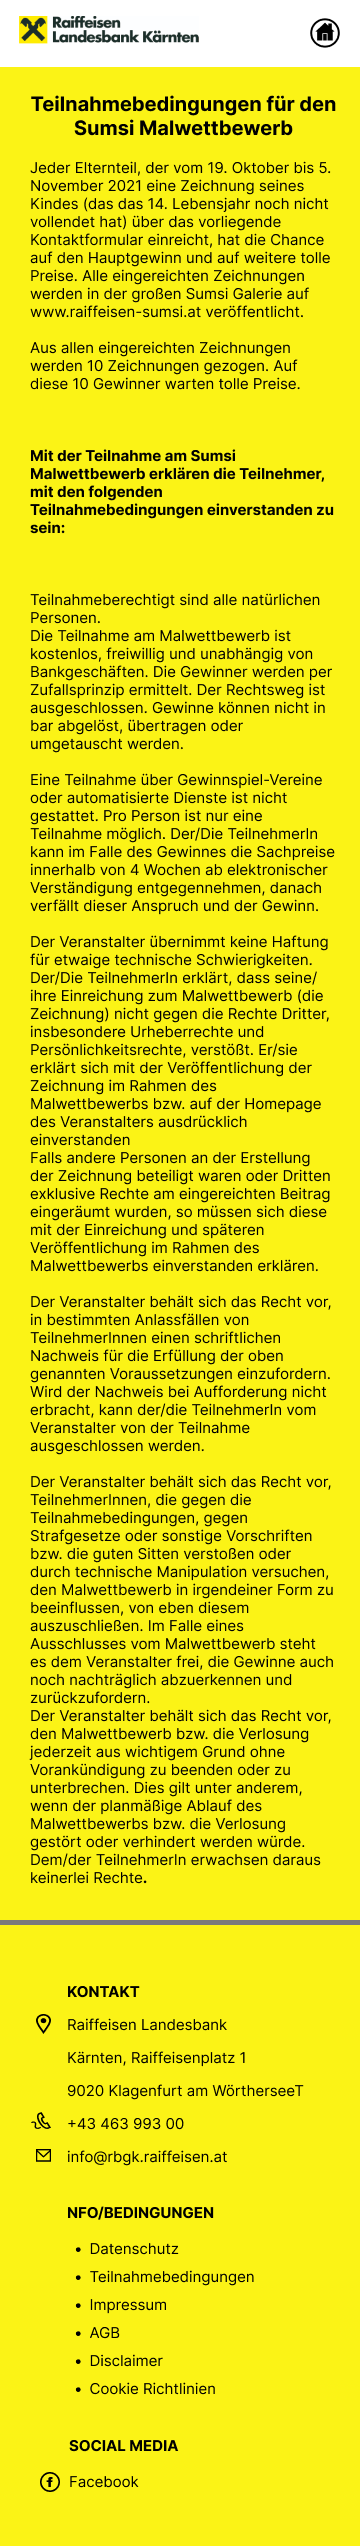 Raiffeisen
Landesbank Kärnten
Teilnahmebedingungen für den
Sumsi Malwettbewerb
Jeder Elternteil, der vom 19. Oktober bis 5.
November 2021 eine Zeichnung seines
Kindes (das das 14. Lebensjahr noch nicht
vollendet hat) über das vorliegende
Kontaktformular einreicht, hat die Chance
auf den Hauptgewinn und auf weitere tolle
Preise. Alle eingereichten Zeichnungen
werden in der großen Sumsi Galerie auf
www.raiffeisen-sumsi.at veröffentlicht.
Aus allen eingereichten Zeichnungen
werden 10 Zeichnungen gezogen. Auf
diese 10 Gewinner warten tolle Preise.
Mit der Teilnahme am Sumsi
Malwettbewerb erklären die Teilnehmer,
mit den folgenden
Teilnahmebedingungen einverstanden zu
sein:
Teilnahmeberechtigt sind alle natürlichen
Personen.
Die Teilnahme am Malwettbewerb ist
kostenlos, freiwillig und unabhängig von
Bankgeschäften. Die Gewinner werden per
Zufallsprinzip ermittelt. Der Rechtsweg ist
ausgeschlossen. Gewinne können nicht in
bar abgelöst, übertragen oder
umgetauscht werden.
Eine Teilnahme über Gewinnspiel-Vereine
oder automatisierte Dienste ist nicht
gestattet. Pro Person ist nur eine
Teilnahme möglich. Der/Die TeilnehmerIn
kann im Falle des Gewinnes die Sachpreise
innerhalb von 4 Wochen ab elektronischer
Verständigung entgegennehmen, danach
verfällt dieser Anspruch und der Gewinn.
Der Veranstalter übernimmt keine Haftung
für etwaige technische Schwierigkeiten.
Der/Die TeilnehmerIn erklärt, dass seine/
ihre Einreichung zum Malwettbewerb (die
Zeichnung) nicht gegen die Rechte Dritter,
insbesondere Urheberrechte und
Persönlichkeitsrechte, verstößt. Er/sie
erklärt sich mit der Veröffentlichung der
Zeichnung im Rahmen des
Malwettbewerbs bzw. auf der Homepage
des Veranstalters ausdrücklich
einverstanden
Falls andere Personen an der Erstellung
der Zeichnung beteiligt waren oder Dritten
exklusive Rechte am eingereichten Beitrag
eingeräumt wurden, so müssen sich diese
mit der Einreichung und späteren
Veröffentlichung im Rahmen des
Malwettbewerbs einverstanden erklären.
Der Veranstalter behält sich das Recht vor,
in bestimmten Anlassfällen von
TeilnehmerInnen einen schriftlichen
Nachweis für die Erfüllung der oben
genannten Voraussetzungen einzufordern.
Wird der Nachweis bei Aufforderung nicht
erbracht, kann der/die TeilnehmerIn vom
Veranstalter von der Teilnahme
ausgeschlossen werden.
Der Veranstalter behält sich das Recht vor,
TeilnehmerInnen, die gegen die
Teilnahmebedingungen, gegen
Strafgesetze oder sonstige Vorschriften
bzw. die guten Sitten verstoßen oder
durch technische Manipulation versuchen,
den Malwettbewerb in irgendeiner Form zu
beeinflussen, von eben diesem
auszuschließen. Im Falle eines
Ausschlusses vom Malwettbewerb steht
es dem Veranstalter frei, die Gewinne auch
noch nachträglich abzuerkennen und
zurückzufordern.
Der Veranstalter behält sich das Recht vor,
den Malwettbewerb bzw. die Verlosung
jederzeit aus wichtigem Grund ohne
Vorankündigung zu beenden oder zu
unterbrechen. Dies gilt unter anderem,
wenn der planmäßige Ablauf des
Malwettbewerbs bzw. die Verlosung
gestört oder verhindert werden würde.
Dem/der TeilnehmerIn erwachsen daraus
keinerlei Rechte.
KONTAKT
Raiffeisen Landesbank
Kärnten, Raiffeisenplatz 1
9020 Klagenfurt am WörtherseeT
+43 463 993 00
info@rbgk.raiffeisen.at
NFO/BEDINGUNGEN
• Datenschutz
• Teilnahmebedingungen
• Impressum
• AGB
• Disclaimer
• Cookie Richtlinien
SOCIAL MEDIA
Facebook